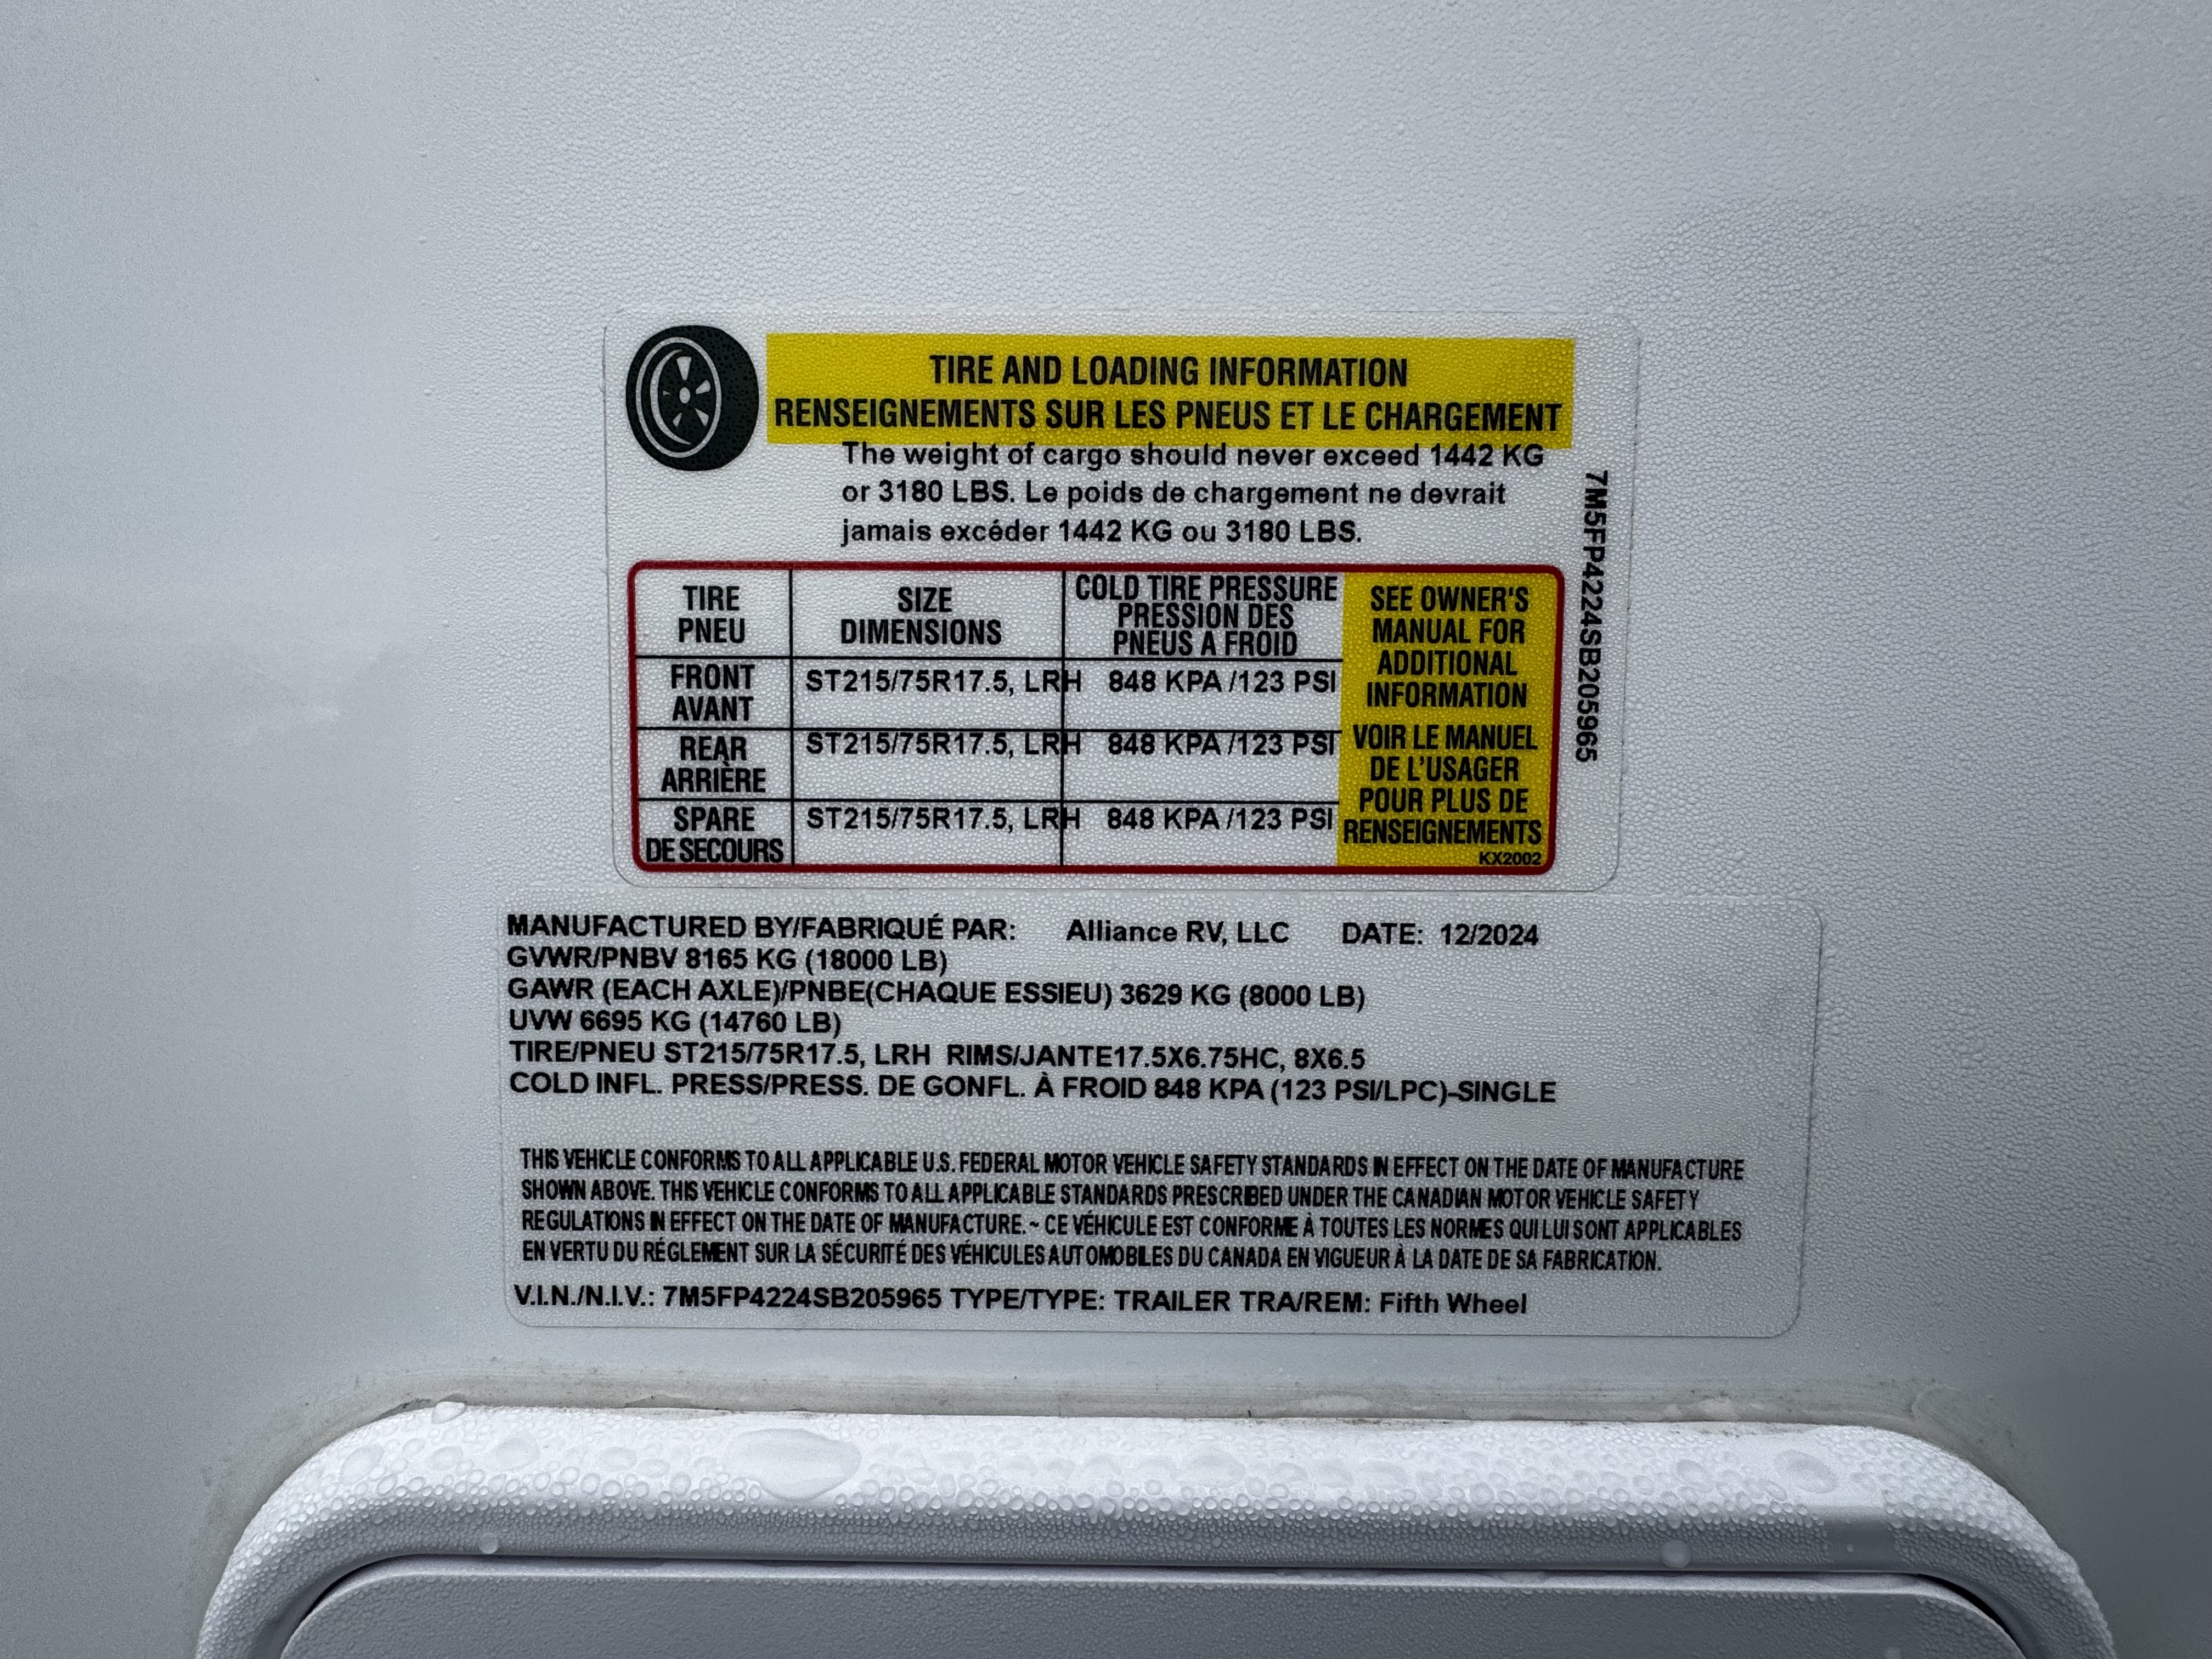 TIRE AND LOADING INFORMATION
RENSEIGNEMENTS SUR LES PNEUS ET LE CHARGEMENT
The weight of cargo should never exceed 1442 KG
or 3180 LBS. Le poids de chargement ne devrait
jamais excéder 1442 KG ou 3180 LBS.
7M5FP4224SB205965
TIRE
PNEU
SIZE
DIMENSIONS
COLD TIRE PRESSURE
PRESSION DES
PNEUS A FROID
FRONT
AVANT
ST215/75R17.5, LRH 848 KPA /123 PSI
REAR
ARRIÈRE
ST215/75R17.5, LRH 848 KPA /123 PSI
SPARE
DE SECOURS
ST215/75R17.5, LRH 848 KPA /123 PSI
SEE OWNER'S
MANUAL FOR
ADDITIONAL
INFORMATION
VOIR LE MANUEL
DE L'USAGER
POUR PLUS DE
RENSEIGNEMENTS
KX2002
MANUFACTURED BY/FABRIQUÉ PAR: Alliance RV, LLC DATE: 12/2024
GVWR/PNBV 8165 KG (18000 LB)
GAWR (EACH AXLE)/PNBE(CHAQUE ESSIEU) 3629 KG (8000 LB)
UVW 6695 KG (14760 LB)
TIRE/PNEU ST215/75R17.5, LRH RIMS/JANTE17.5X6.75HC, 8X6.5
COLD INFL. PRESS/PRESS. DE GONFL. À FROID 848 KPA (123 PSI/LPC)-SINGLE
THIS VEHICLE CONFORMS TO ALL APPLICABLE U.S. FEDERAL MOTOR VEHICLE SAFETY STANDARDS IN EFFECT ON THE DATE OF MANUFACTURE
SHOWN ABOVE. THIS VEHICLE CONFORMS TO ALL APPLICABLE STANDARDS PRESCRIBED UNDER THE CANADIAN MOTOR VEHICLE SAFETY
REGULATIONS IN EFFECT ON THE DATE OF MANUFACTURE. ~ CE VÉHICULE EST CONFORME À TOUTES LES NORMES QUI LUI SONT APPLICABLES
EN VERTU DU RÉGLEMENT SUR LA SÉCURITÉ DES VÉHICULES AUTOMOBILES DU CANADA EN VIGUEUR À LA DATE DE SA FABRICATION.
V.I.N./N.I.V.: 7M5FP4224SB205965 TYPE/TYPE: TRAILER TRA/REM: Fifth Wheel